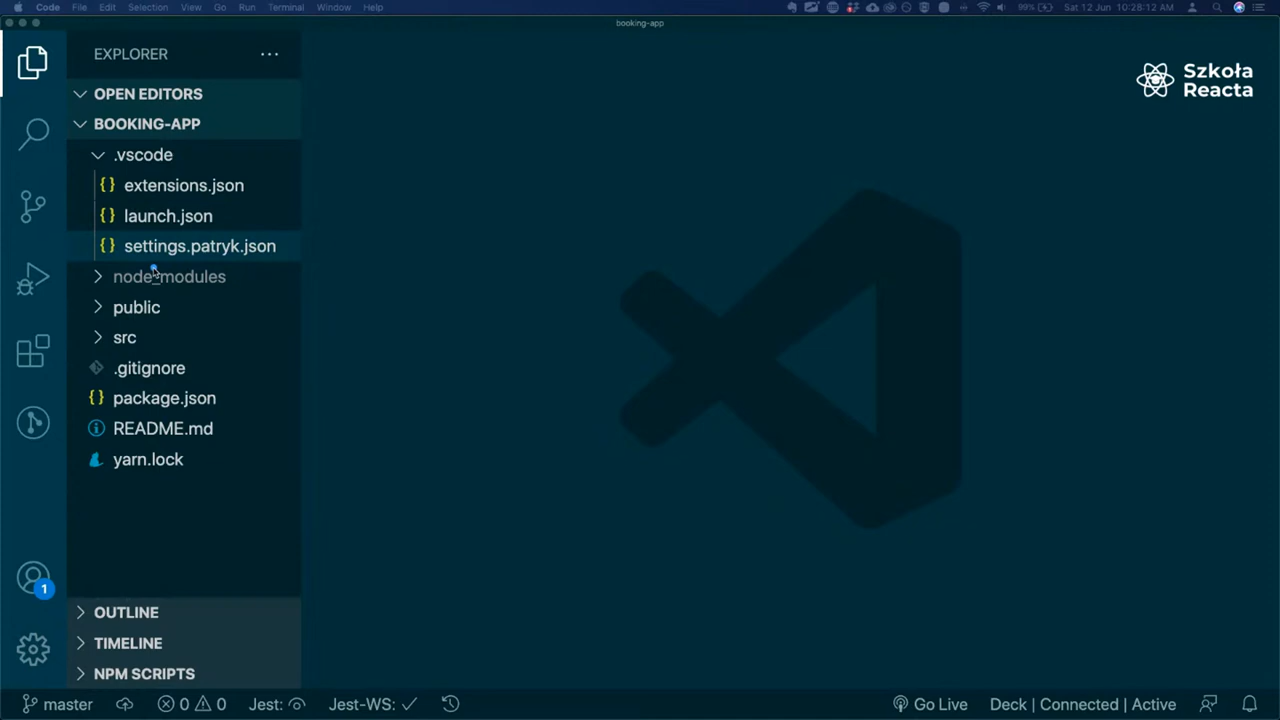 Code File Edit Selection View Go Run Terminal Window Help 99% Sat 12 Jun 10:28:12 AM
booking-app
EXPLORER
Szkoła
Reacta
OPEN EDITORS
BOOKING-APP
.vscode
{} extensions.json
{} launch.json
{} settings.patryk.json
node_modules
public
src
.gitignore
{} package.json
README.md
yarn.lock
1
OUTLINE
TIMELINE
NPM SCRIPTS
master 0 0 Jest: Jest-WS: Go Live Deck | Connected | Active